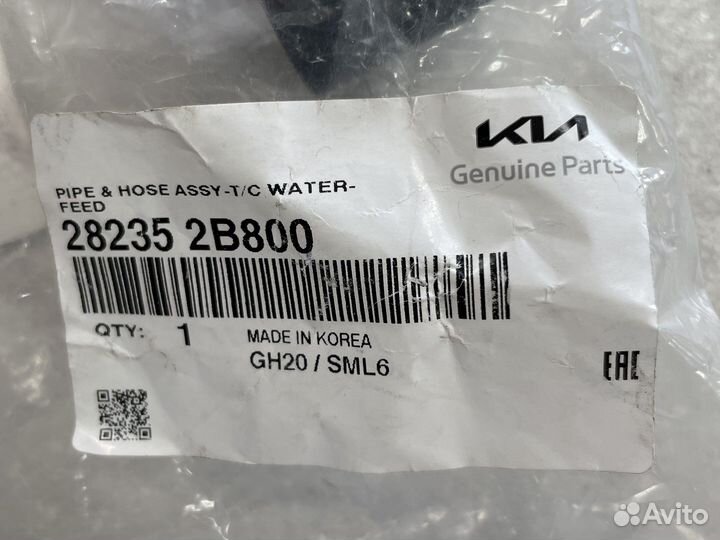 KIA
Genuine Parts
PIPE & HOSE ASSY-T/C WATER-
FEED
28235 2B800
QTY: 1
MADE IN KOREA
GH20 / SML6
EAC
Avito